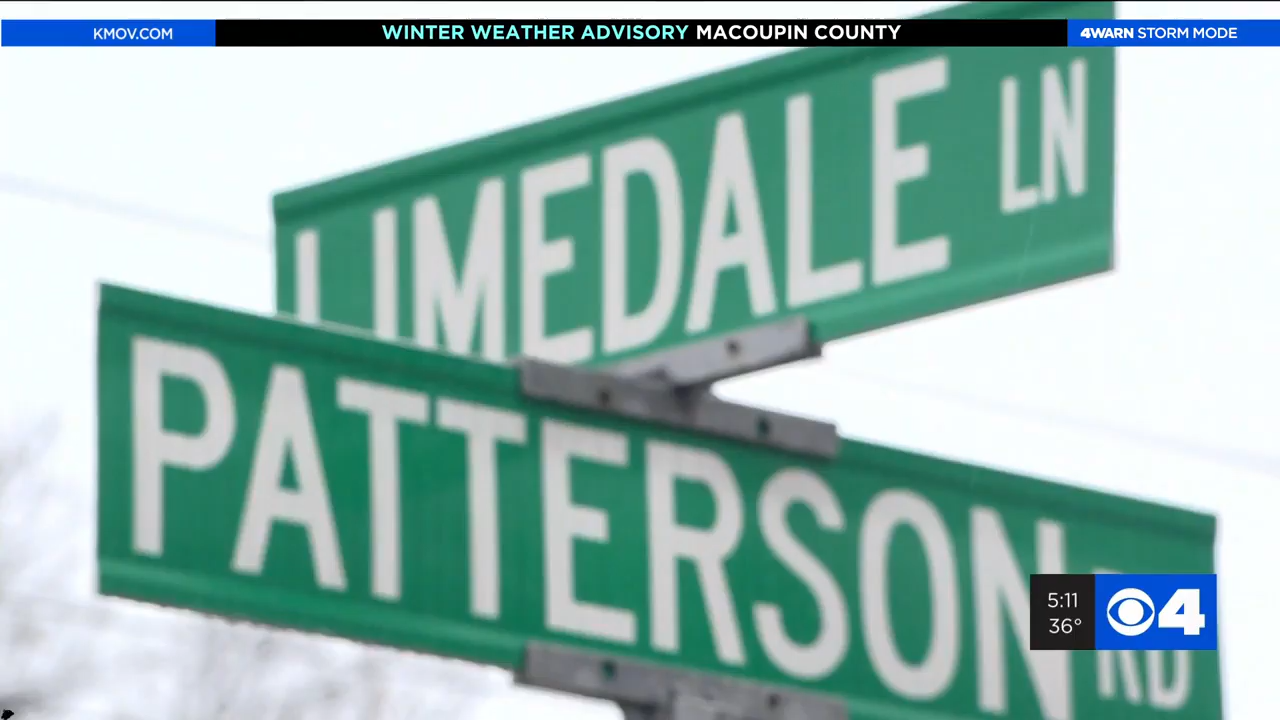 KMOV.COM
WINTER WEATHER ADVISORY MACOUPIN COUNTY
4WARN STORM MODE
LIMEDALE LN
PATTERSON RD
5:11
36°
4